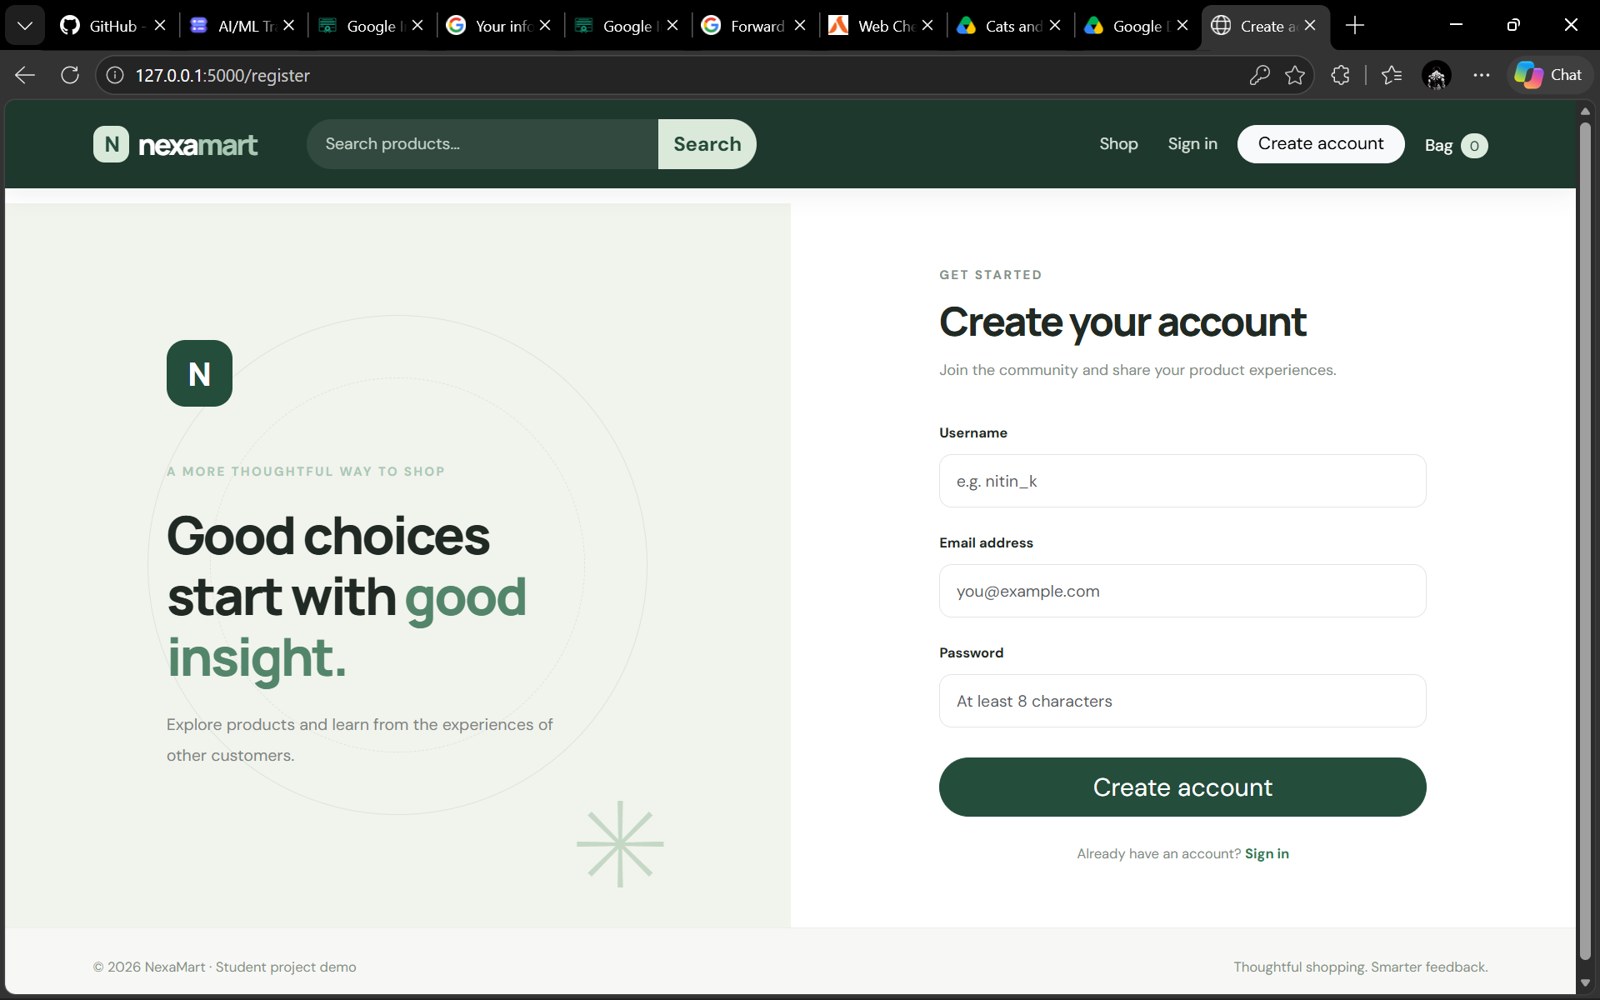 GitHub -
AI/ML Tr
Google I
Your info
Google
Forward
Web Che
Cats and
Google D
Create a
127.0.0.1:5000/register
Chat
N nexamart
Search products...
Search
Shop
Sign in
Create account
Bag 0
N
A MORE THOUGHTFUL WAY TO SHOP
Good choices
start with good
insight.
Explore products and learn from the experiences of
other customers.
GET STARTED
Create your account
Join the community and share your product experiences.
Username
e.g. nitin_k
Email address
you@example.com
Password
At least 8 characters
Create account
Already have an account? Sign in
© 2026 NexaMart · Student project demo
Thoughtful shopping. Smarter feedback.